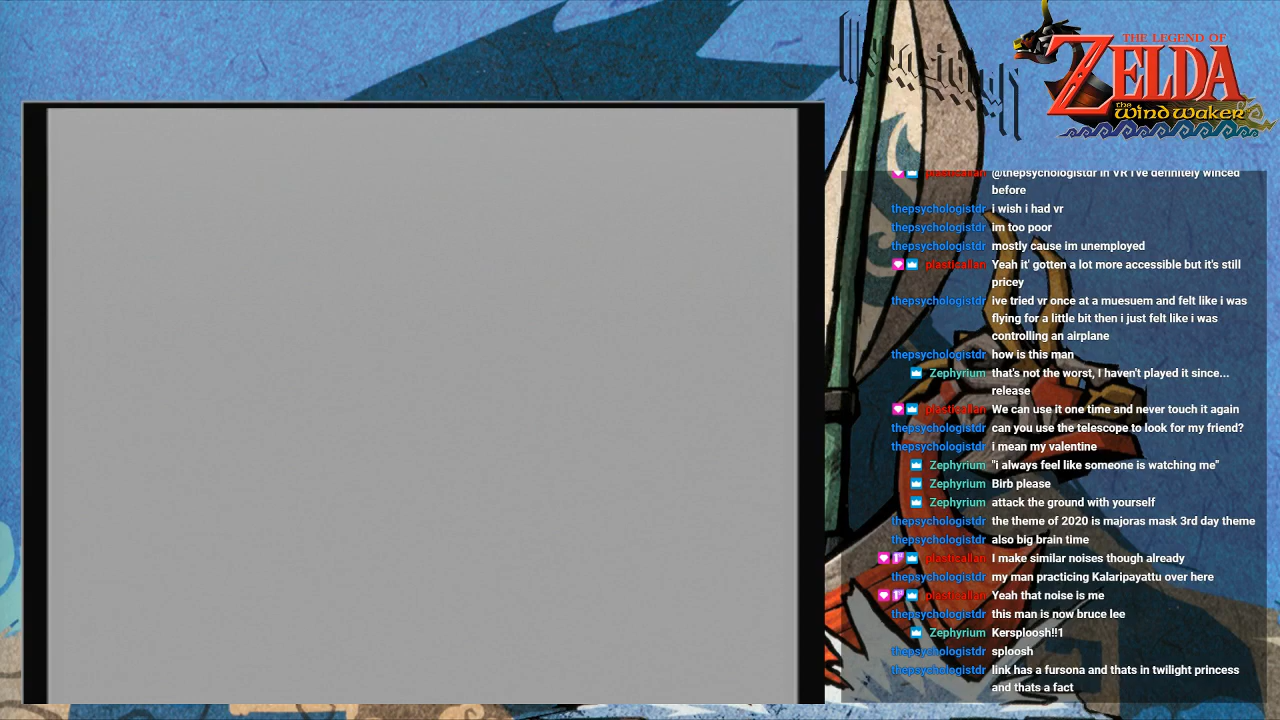 THE LEGEND OF
ZELDA
the Wind Waker
plasticallan @thepsychologistdr in VR I've definitely winced
before
thepsychologistdr i wish i had vr
thepsychologistdr im too poor
thepsychologistdr mostly cause im unemployed
plasticallan Yeah it' gotten a lot more accessible but it's still
pricey
thepsychologistdr ive tried vr once at a muesuem and felt like i was
flying for a little bit then i just felt like i was
controlling an airplane
thepsychologistdr how is this man
Zephyrium that's not the worst, I haven't played it since...
release
plasticallan We can use it one time and never touch it again
thepsychologistdr can you use the telescope to look for my friend?
thepsychologistdr i mean my valentine
Zephyrium "i always feel like someone is watching me"
Zephyrium Birb please
Zephyrium attack the ground with yourself
thepsychologistdr the theme of 2020 is majoras mask 3rd day theme
thepsychologistdr also big brain time
plasticallan I make similar noises though already
thepsychologistdr my man practicing Kalaripayattu over here
plasticallan Yeah that noise is me
thepsychologistdr this man is now bruce lee
Zephyrium Kersploosh!!1
thepsychologistdr sploosh
thepsychologistdr link has a fursona and thats in twilight princess
and thats a fact